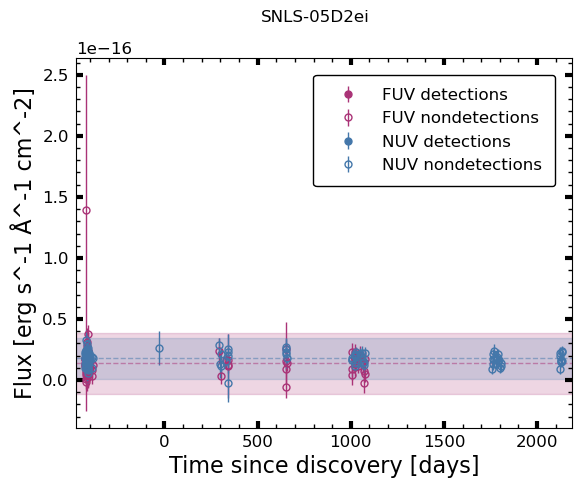 SNLS-05D2ei
1e−16
2.5
2.0
1.5
1.0
0.5
0.0
Flux [erg s^-1 Å^-1 cm^-2]
FUV detections
FUV nondetections
NUV detections
NUV nondetections
0 500 1000 1500 2000
Time since discovery [days]